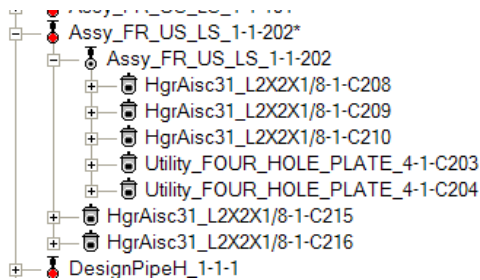 Assy_FR_US_LS_1-1-202*
Assy_FR_US_LS_1-1-202
HgrAisc31_L2X2X1/8-1-C208
HgrAisc31_L2X2X1/8-1-C209
HgrAisc31_L2X2X1/8-1-C210
Utility_FOUR_HOLE_PLATE_4-1-C203
Utility_FOUR_HOLE_PLATE_4-1-C204
HgrAisc31_L2X2X1/8-1-C215
HgrAisc31_L2X2X1/8-1-C216
DesignPipeH_1-1-1